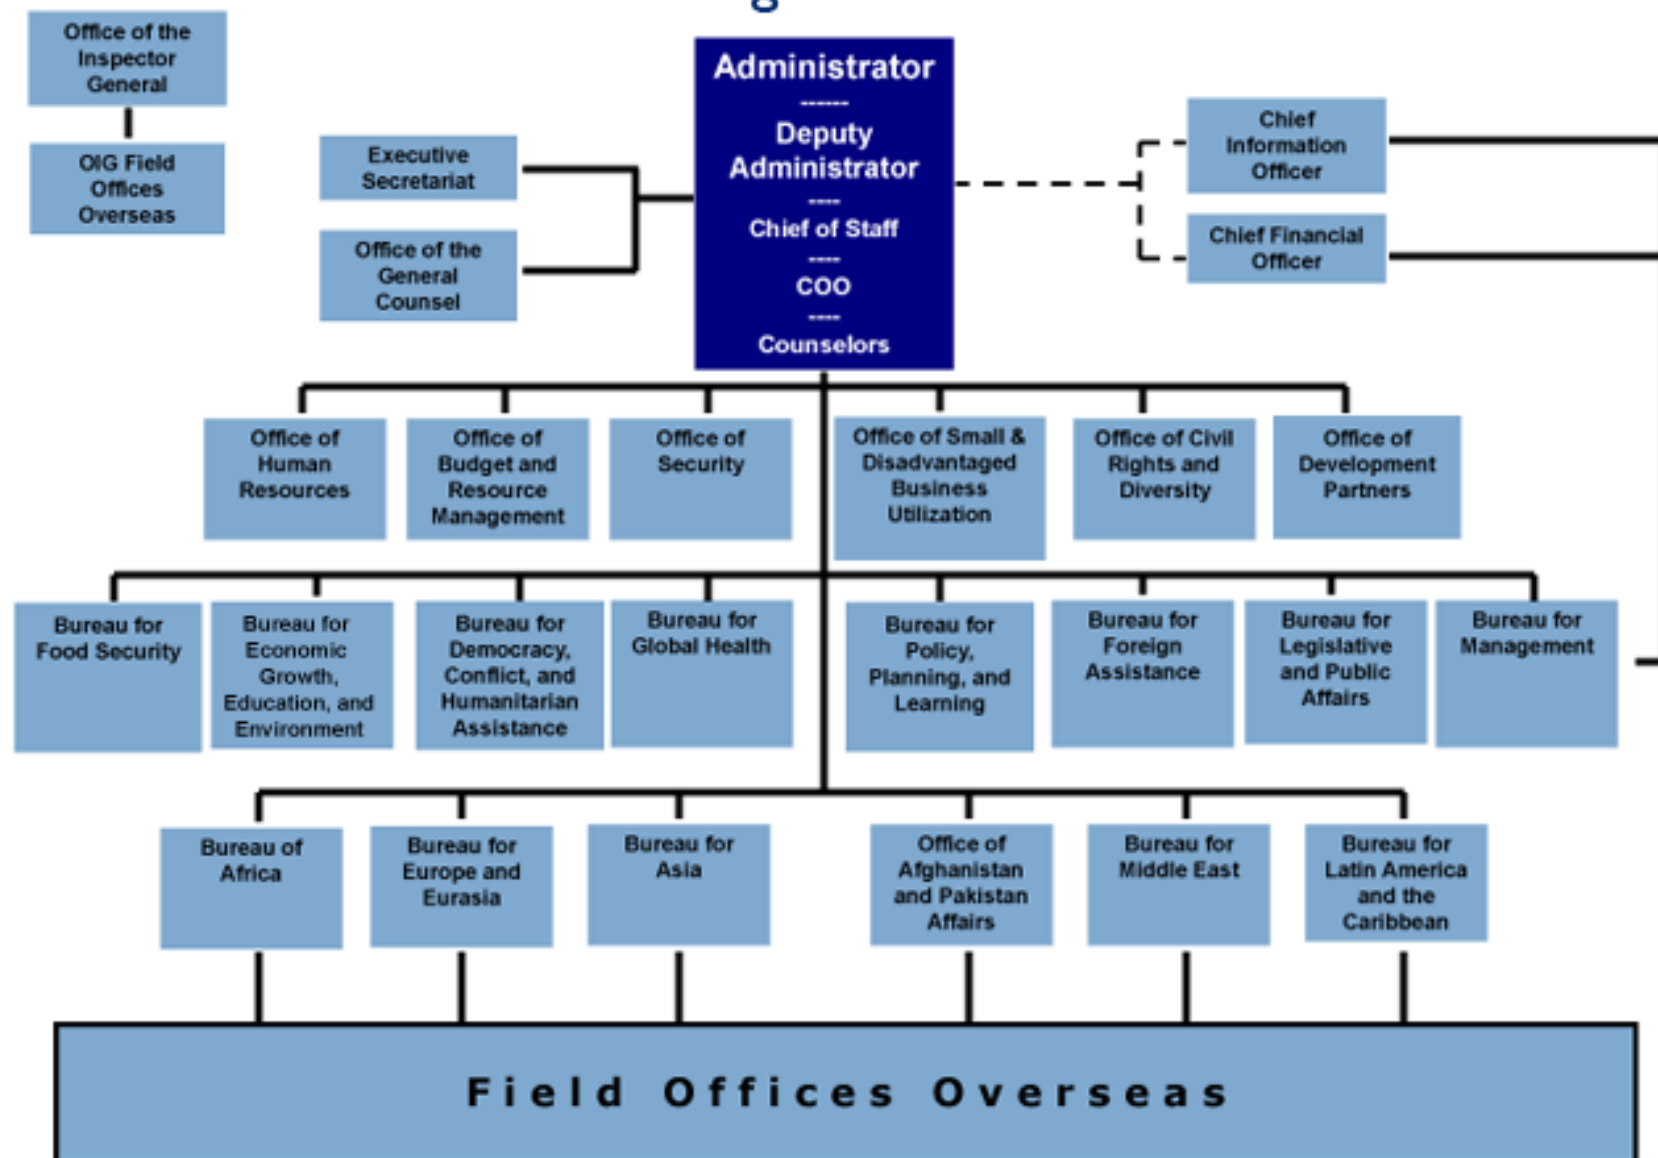 Office of the
Inspector
General
OIG Field
Offices
Overseas
Executive
Secretariat
Office of the
General
Counsel
Administrator
------
Deputy
Administrator
----
Chief of Staff
----
COO
----
Counselors
Chief
Information
Officer
Chief Financial
Officer
Office of
Human
Resources
Office of
Budget and
Resource
Management
Office of
Security
Office of Small &
Disadvantaged
Business
Utilization
Office of Civil
Rights and
Diversity
Office of
Development
Partners
Bureau for
Food Security
Bureau for
Economic
Growth,
Education, and
Environment
Bureau for
Democracy,
Conflict, and
Humanitarian
Assistance
Bureau for
Global Health
Bureau for
Policy,
Planning, and
Learning
Bureau for
Foreign
Assistance
Bureau for
Legislative
and Public
Affairs
Bureau for
Management
Bureau of
Africa
Bureau for
Europe and
Eurasia
Bureau for
Asia
Office of
Afghanistan
and Pakistan
Affairs
Bureau for
Middle East
Bureau for
Latin America
and the
Caribbean
Field Offices Overseas